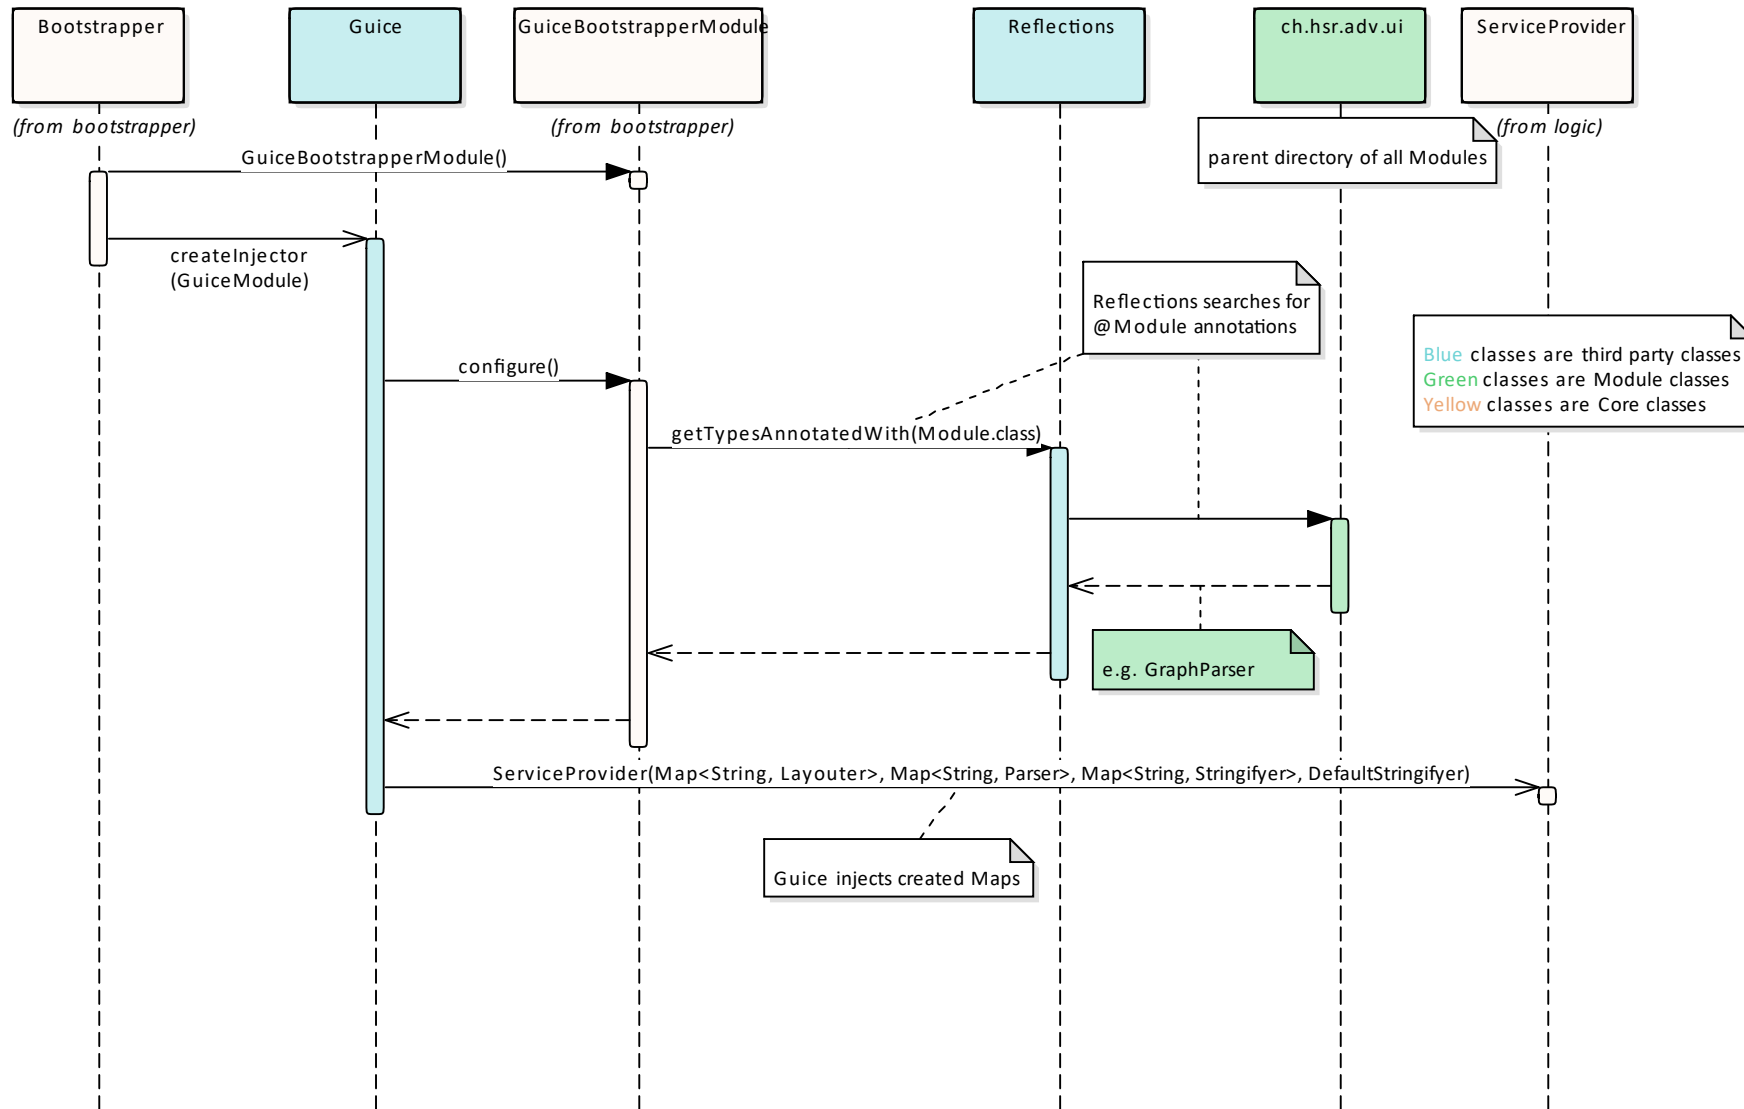 Bootstrapper
Guice
GuiceBootstrapperModule
Reflections
ch.hsr.adv.ui
ServiceProvider
(from bootstrapper)
(from bootstrapper)
(from logic)
parent directory of all Modules
GuiceBootstrapperModule()
createInjector
(GuiceModule)
Reflections searches for
@Module annotations
Blue classes are third party classes
Green classes are Module classes
Yellow classes are Core classes
configure()
getTypesAnnotatedWith(Module.class)
e.g. GraphParser
ServiceProvider(Map<String, Layouter>, Map<String, Parser>, Map<String, Stringifyer>, DefaultStringifyer)
Guice injects created Maps